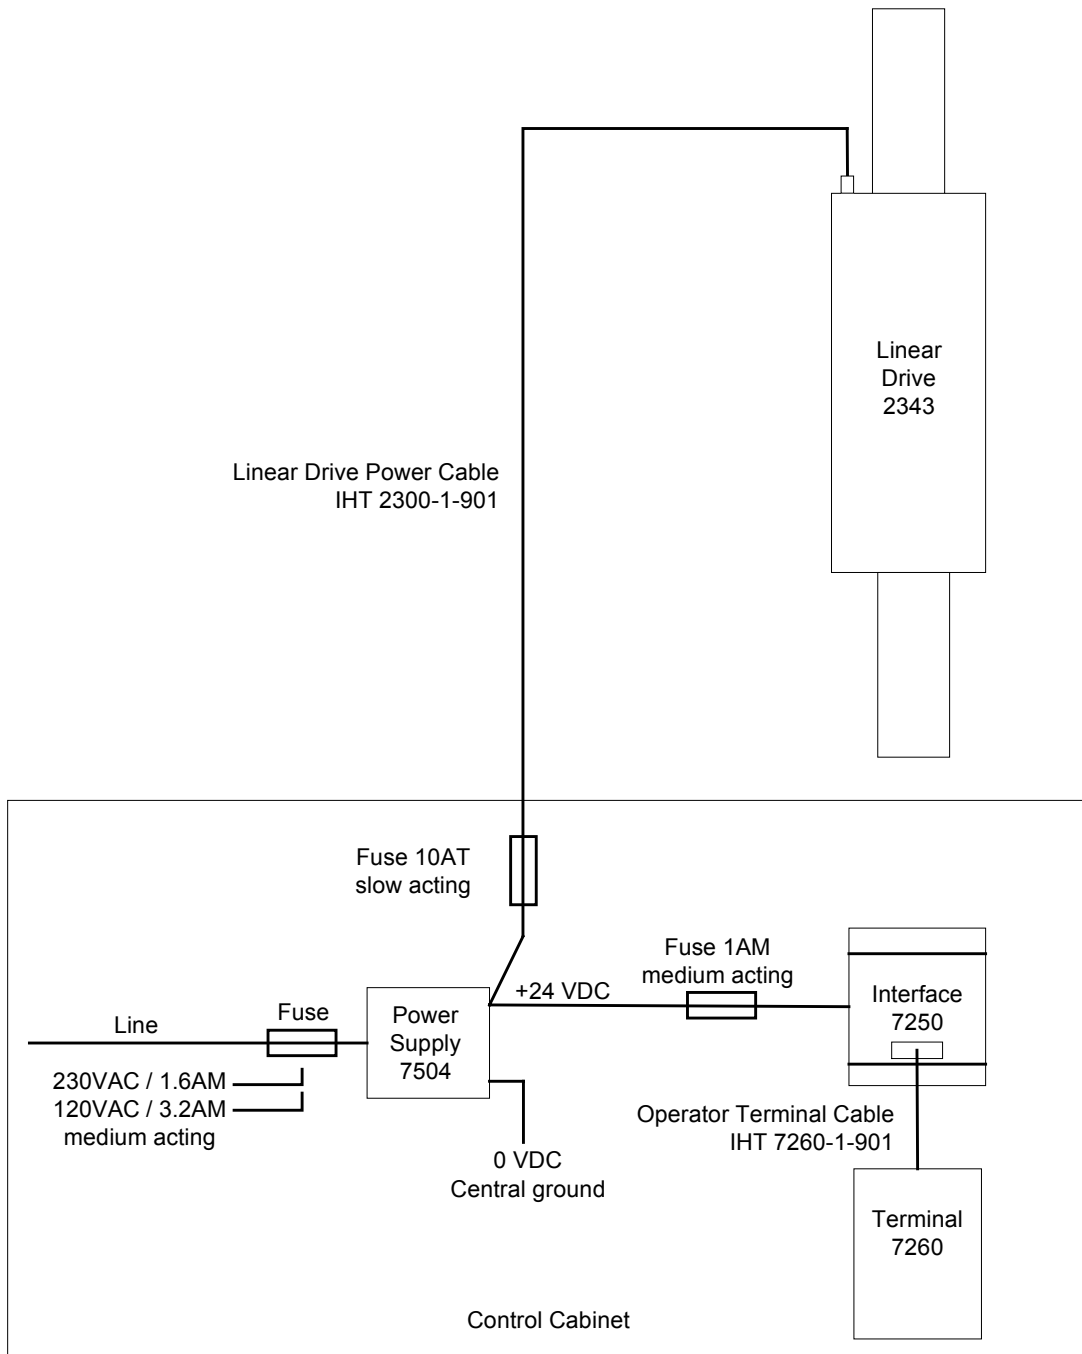 Linear
Drive
2343
Linear Drive Power Cable
IHT 2300-1-901
Fuse 10AT
slow acting
Fuse 1AM
medium acting
+24 VDC
Interface
7250
Line
Fuse
Power
Supply
7504
230VAC / 1.6AM
120VAC / 3.2AM
medium acting
Operator Terminal Cable
IHT 7260-1-901
0 VDC
Central ground
Terminal
7260
Control Cabinet